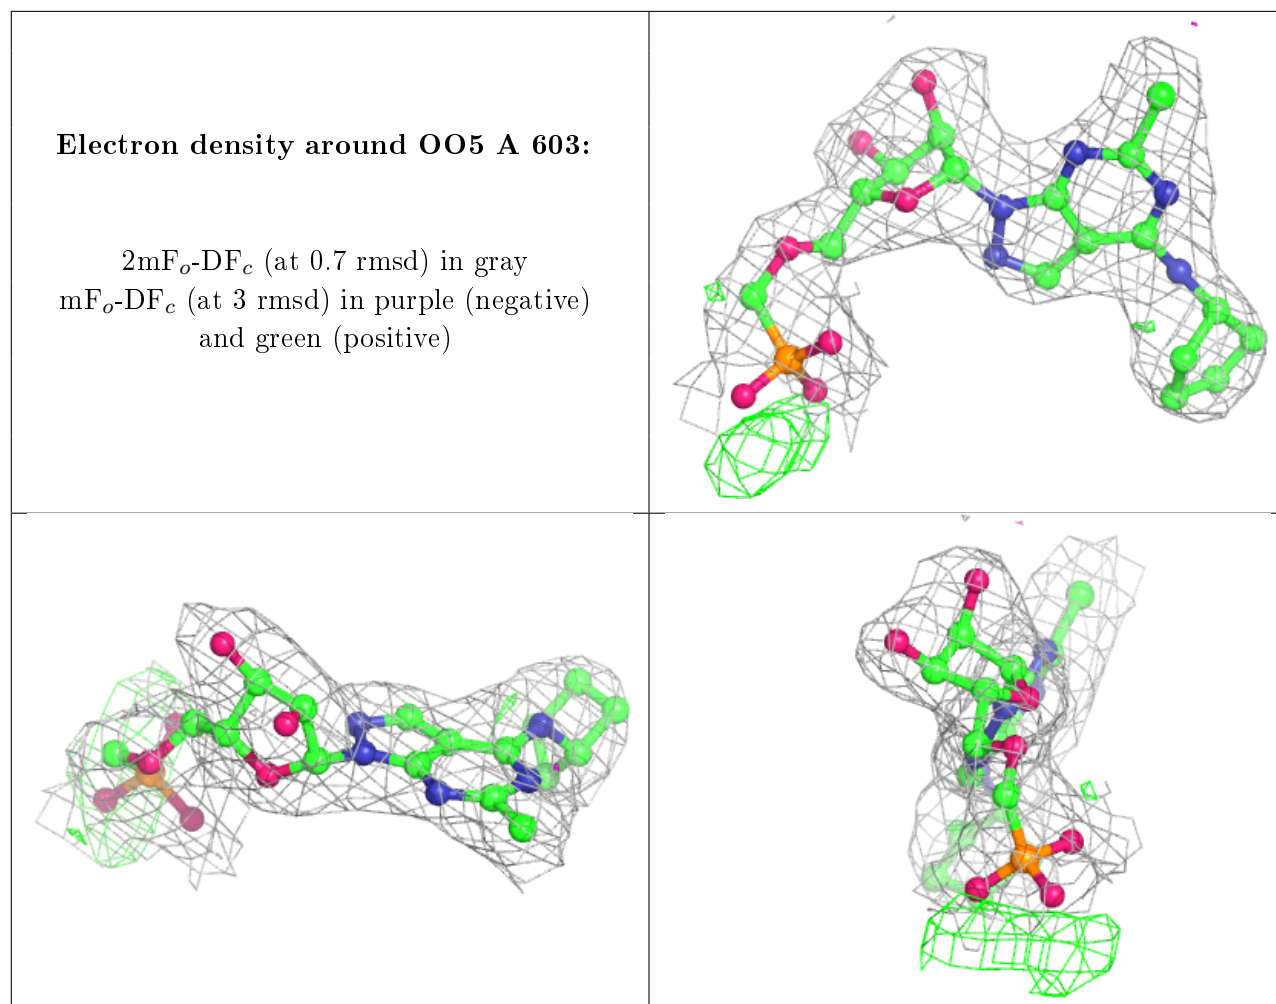 Electron density around OO5 A 603:
2mFo-DFc (at 0.7 rmsd) in gray
mFo-DFc (at 3 rmsd) in purple (negative)
and green (positive)